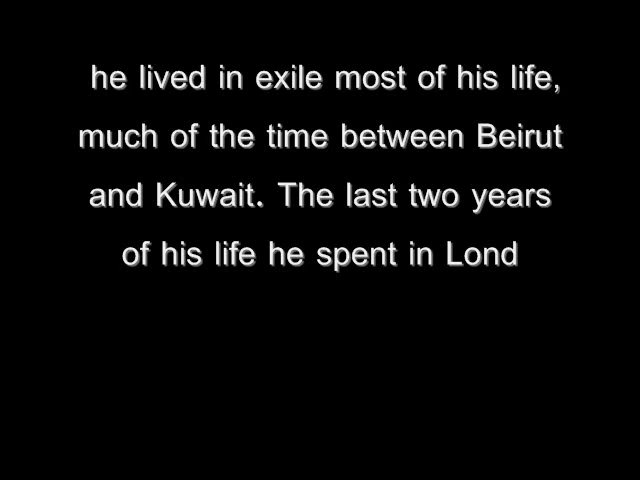 he lived in exile most of his life,
much of the time between Beirut
and Kuwait. The last two years
of his life he spent in Lond